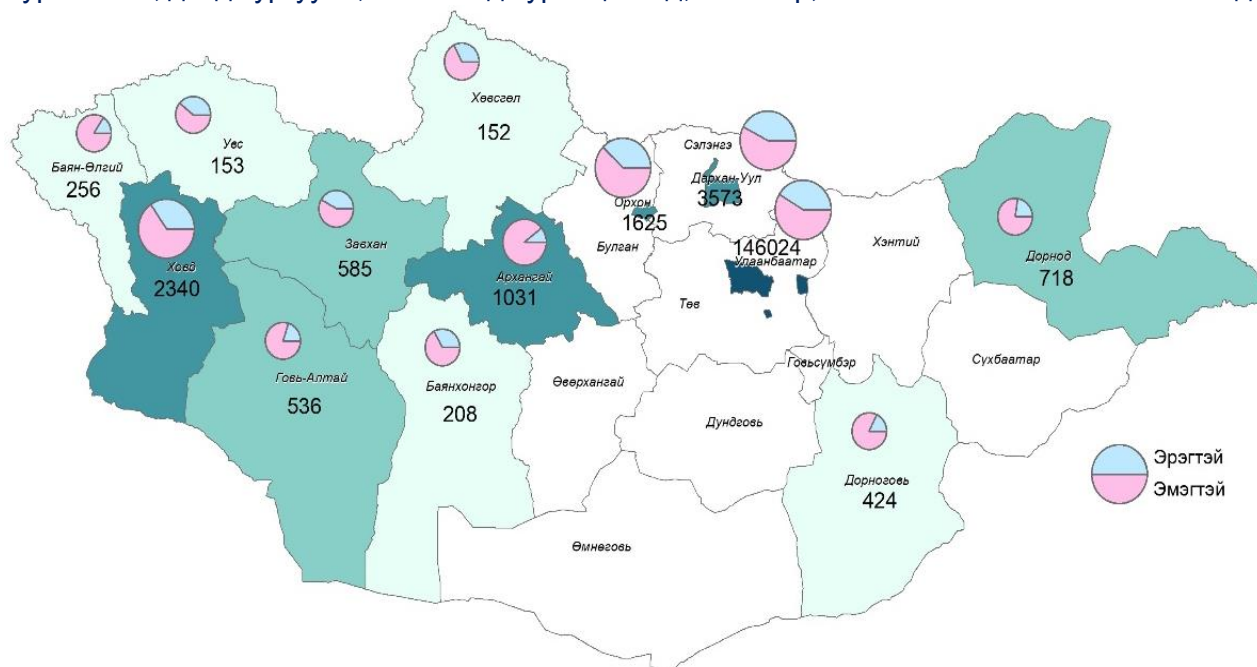 Хөвсгөл
152
Увс
153
Баян-Өлгий
256
Сэлэнгэ
Дархан-Уул
3573
Орхон
1625
Булган
Ховд
2340
Завхан
585
Архангай
1031
146024
Улаанбаатар
Төв
Хэнтий
Дорнод
718
Говь-Алтай
536
Баянхонгор
208
Өвөрхангай
Говьсүмбэр
Сүхбаатар
Дундговь
Дорноговь
424
Өмнөговь
Эрэгтэй
Эмэгтэй